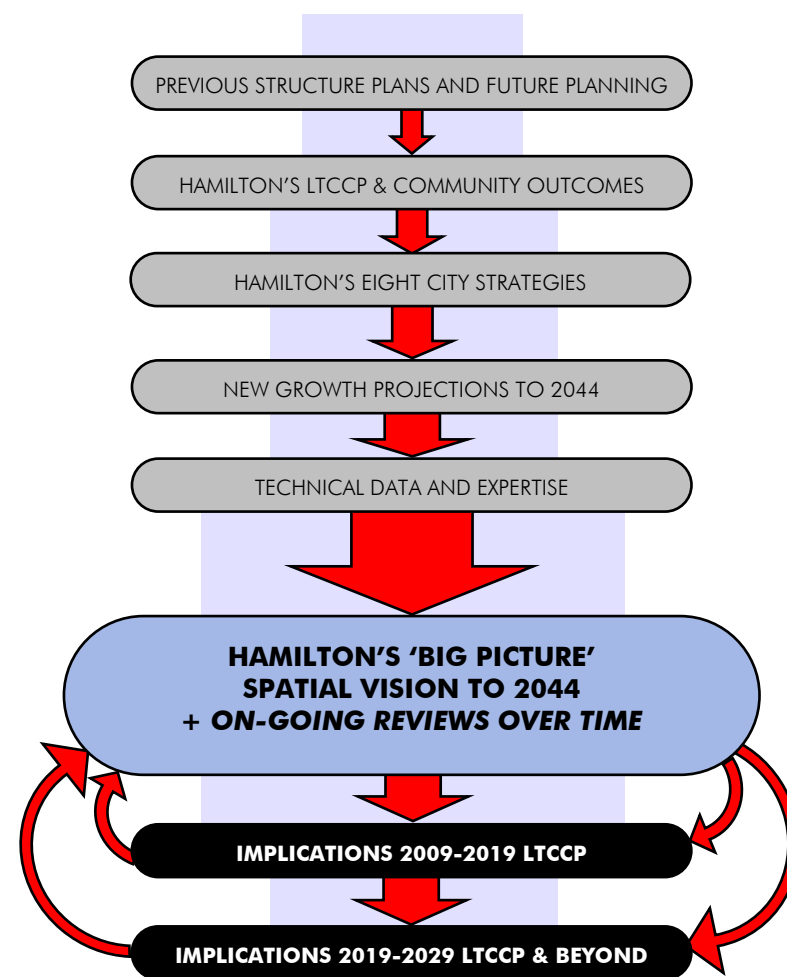 PREVIOUS STRUCTURE PLANS AND FUTURE PLANNING
HAMILTON’S LTCCP & COMMUNITY OUTCOMES
HAMILTON’S EIGHT CITY STRATEGIES
NEW GROWTH PROJECTIONS TO 2044
TECHNICAL DATA AND EXPERTISE
HAMILTON’S ‘BIG PICTURE’
SPATIAL VISION TO 2044
+ ON-GOING REVIEWS OVER TIME
IMPLICATIONS 2009-2019 LTCCP
IMPLICATIONS 2019-2029 LTCCP & BEYOND